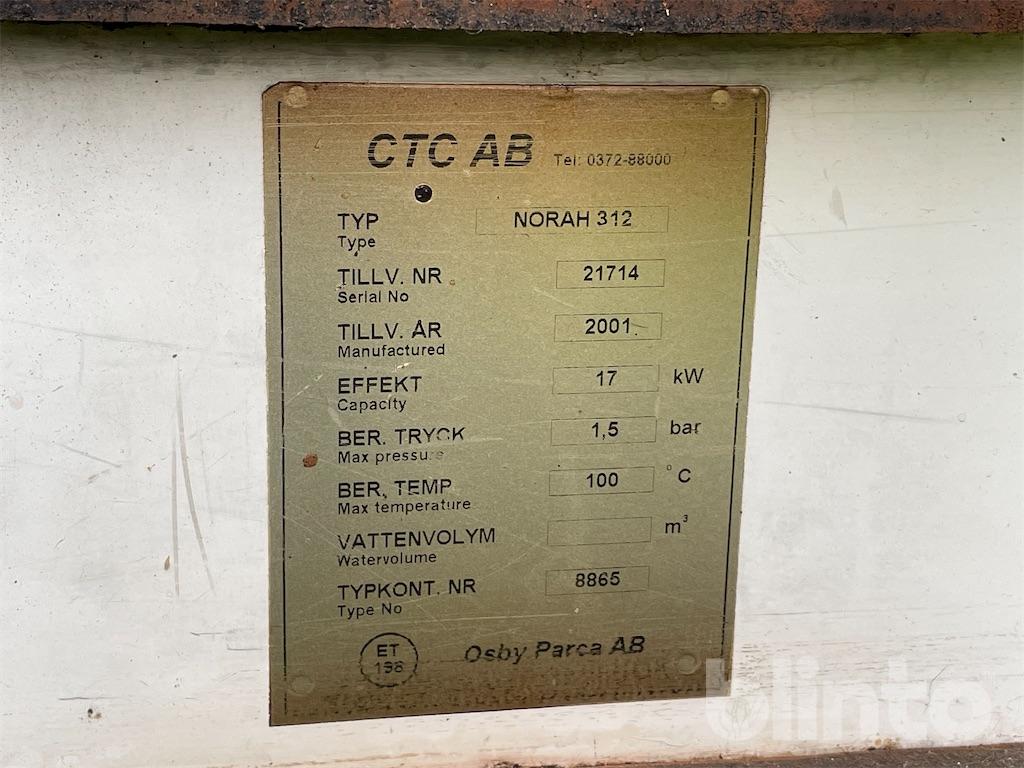 CTC AB Tel: 0372-88000
TYP NORAH 312
Type
TILLV. NR 21714
Serial No
TILLV. ÅR 2001
Manufactured
EFFEKT 17 kW
Capacity
BER. TRYCK 1,5 bar
Max pressure
BER. TEMP 100 °C
Max temperature
VATTENVOLYM m³
Watervolume
TYPKONT. NR 8865
Type No
ET
198
Osby Parca AB
blinto